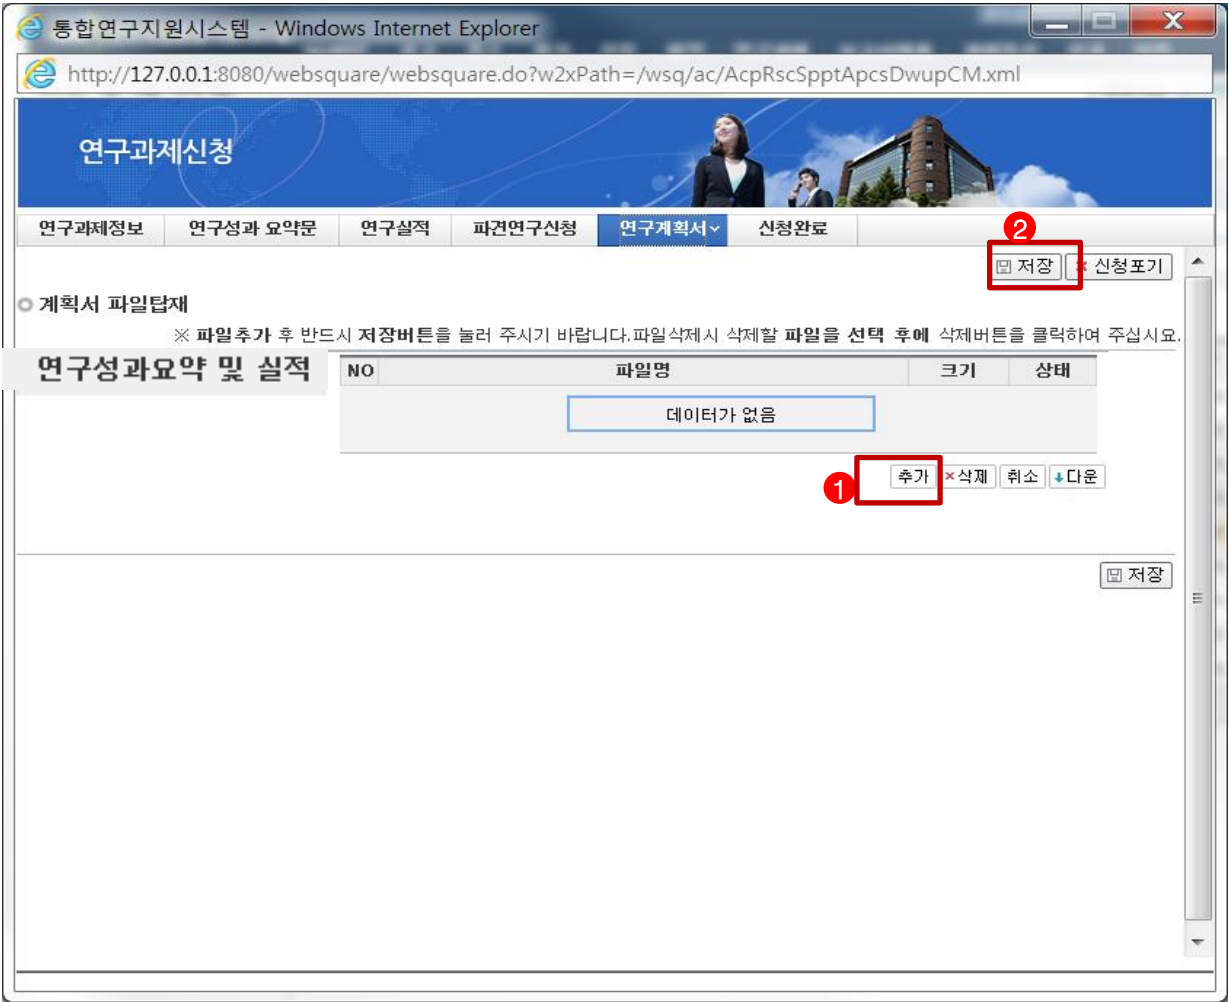 통합연구지원시스템 - Windows Internet Explorer
http://127.0.0.1:8080/websquare/websquare.do?w2xPath=/wsq/ac/AcpRscSpptApcsDwupCM.xml
연구과제신청
연구과제정보 연구성과 요약문 연구실적 파견연구신청 연구계획서 신청완료
2
저장 신청포기
계획서 파일탑재
※ 파일추가 후 반드시 저장버튼을 눌러 주시기 바랍니다.파일삭제시 삭제할 파일을 선택 후에 삭제버튼을 클릭하여 주십시요.
연구성과요약 및 실적
NO 파일명 크기 상태
데이터가 없음
1 추가 삭제 취소 다운
저장